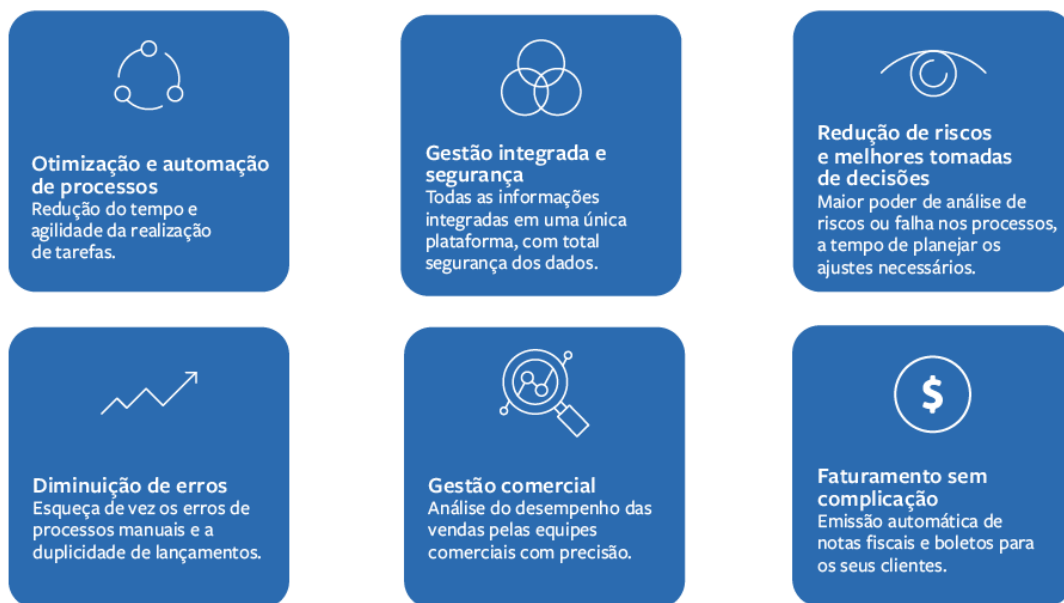 Otimização e automação
de processos
Redução do tempo e
agilidade da realização
de tarefas.
Gestão integrada e
segurança
Todas as informações
integradas em uma única
plataforma, com total
segurança dos dados.
Redução de riscos
e melhores tomadas
de decisões
Maior poder de análise de
riscos ou falha nos processos,
a tempo de planejar os
ajustes necessários.
Diminuição de erros
Esqueça de vez os erros de
processos manuais e a
duplicidade de lançamentos.
Gestão comercial
Análise do desempenho das
vendas pelas equipes
comerciais com precisão.
$
Faturamento sem
complicação
Emissão automática de
notas fiscais e boletos para
os seus clientes.